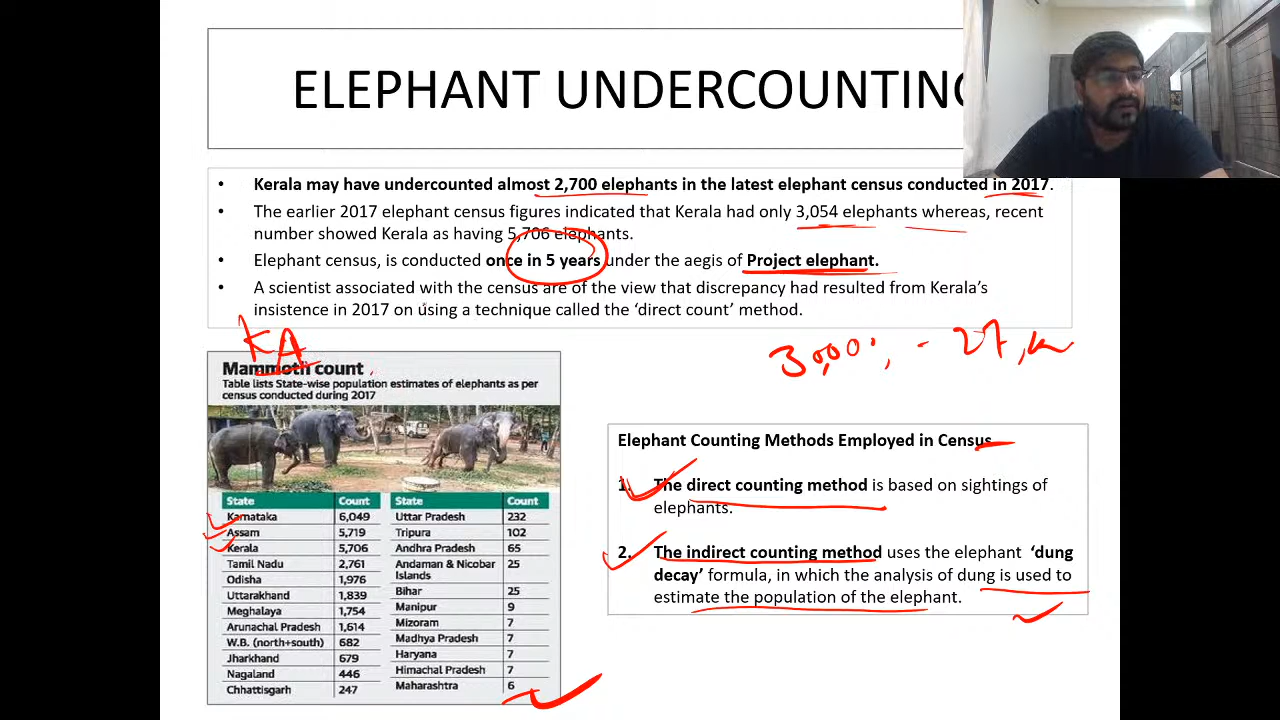 ELEPHANT UNDERCOUNTING
• Kerala may have undercounted almost 2,700 elephants in the latest elephant census conducted in 2017.
• The earlier 2017 elephant census figures indicated that Kerala had only 3,054 elephants whereas, recent
number showed Kerala as having 5,706 elephants.
• Elephant census, is conducted once in 5 years under the aegis of Project elephant.
• A scientist associated with the census are of the view that discrepancy had resulted from Kerala's
insistence in 2017 on using a technique called the 'direct count' method.
KA
Mammoth count
Table lists State-wise population estimates of elephants as per
census conducted during 2017
State Count State Count
Karnataka 6,049 Uttar Pradesh 232
Assam 5,719 Tripura 102
Kerala 5,706 Andhra Pradesh 65
Tamil Nadu 2,761 Andaman & Nicobar Islands 25
Odisha 1,976
Uttarakhand 1,839 Bihar 25
Meghalaya 1,754 Manipur 9
Arunachal Pradesh 1,614 Mizoram 7
W.B. (north+south) 682 Madhya Pradesh 7
Jharkhand 679 Haryana 7
Nagaland 446 Himachal Pradesh 7
Chhattisgarh 247 Maharashtra 6
Elephant Counting Methods Employed in Census
1. The direct counting method is based on sightings of
elephants.
2. The indirect counting method uses the elephant 'dung
decay' formula, in which the analysis of dung is used to
estimate the population of the elephant.